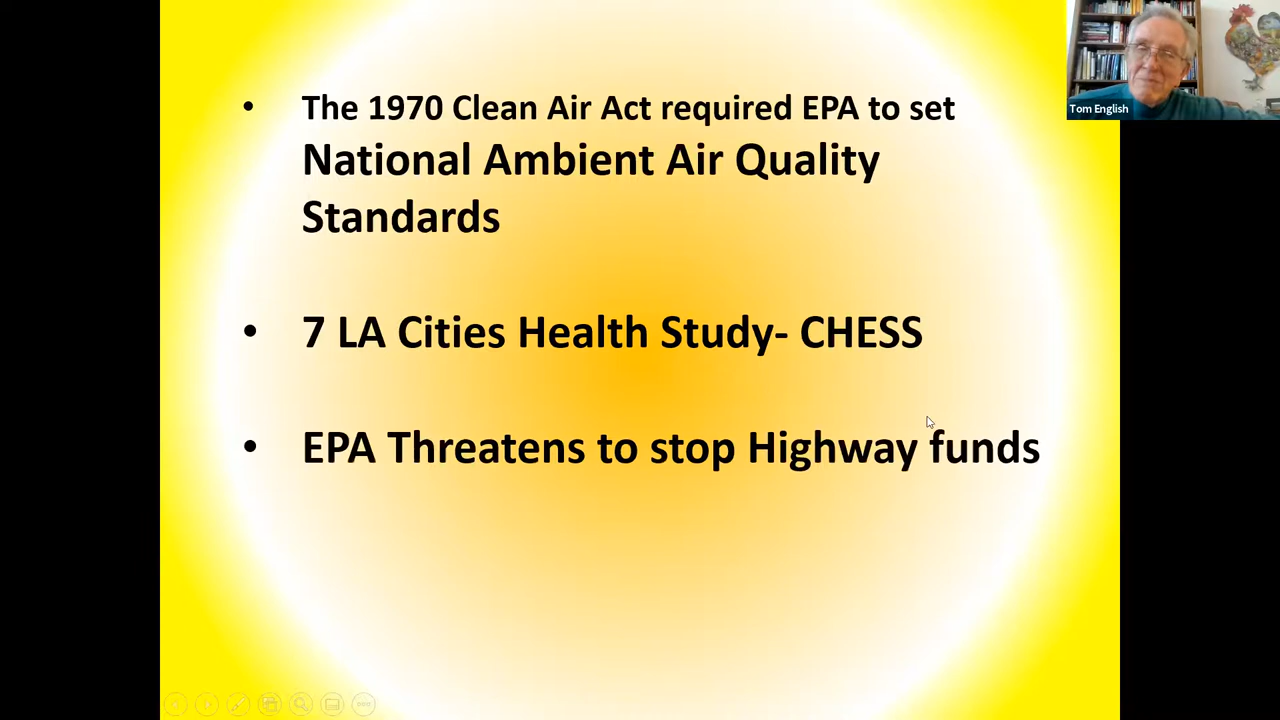 • The 1970 Clean Air Act required EPA to set
National Ambient Air Quality
Standards
• 7 LA Cities Health Study- CHESS
• EPA Threatens to stop Highway funds
Tom English